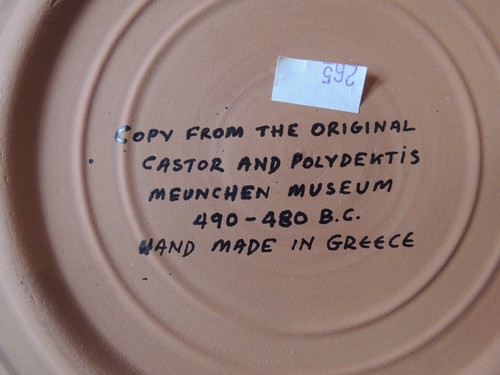 265
COPY FROM THE ORIGINAL
CASTOR AND POLYDEKTIS
MEUNCHEN MUSEUM
490-480 B.C.
HAND MADE IN GREECE